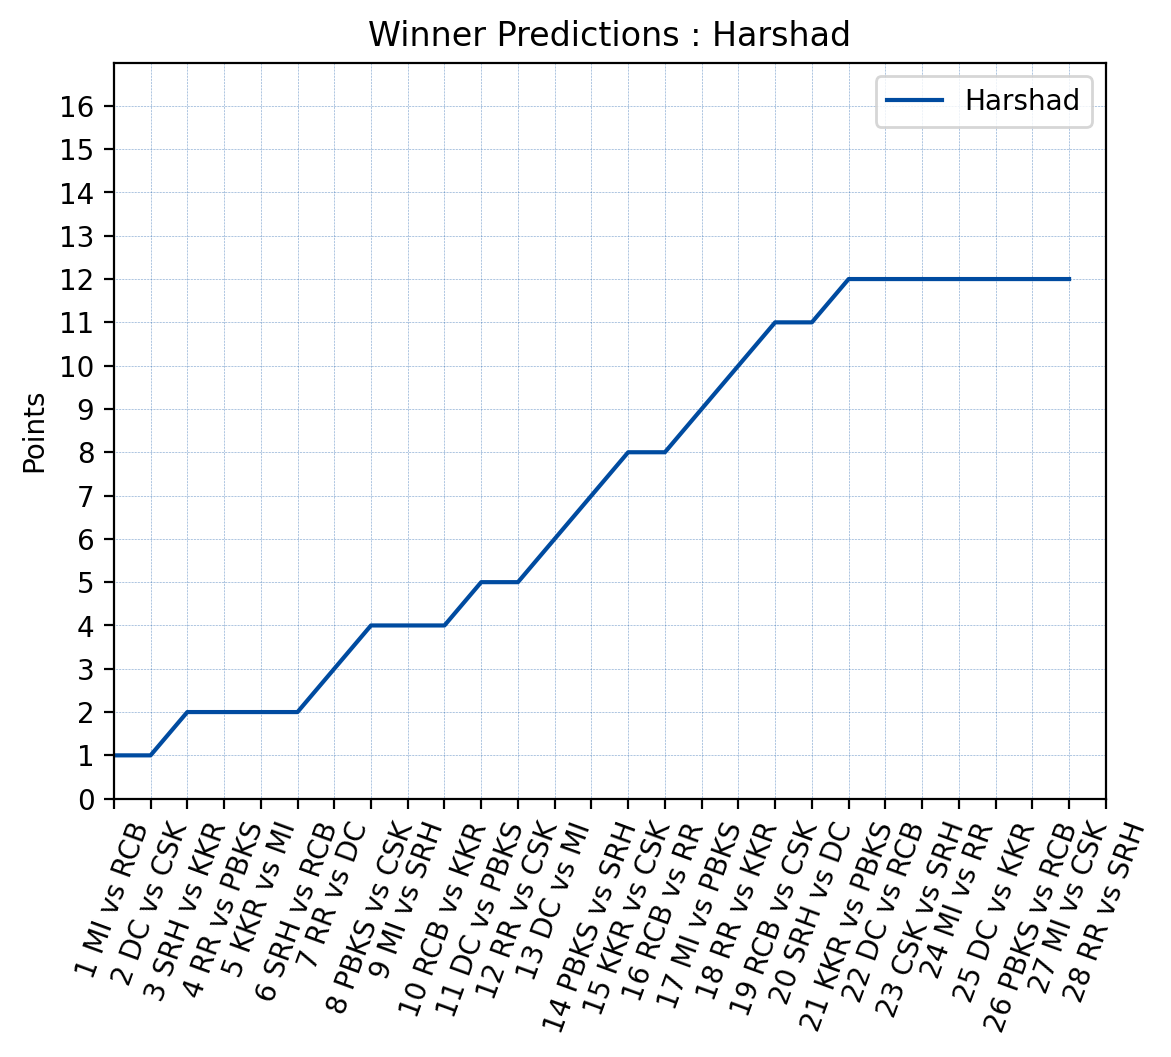 Winner Predictions : Harshad
Harshad
Points
16
15
14
13
12
11
10
9
8
7
6
5
4
3
2
1
0
1 MI vs RCB
2 DC vs CSK
3 SRH vs KKR
4 RR vs PBKS
5 KKR vs MI
6 SRH vs RCB
7 RR vs DC
8 PBKS vs CSK
9 MI vs SRH
10 RCB vs KKR
11 DC vs PBKS
12 RR vs CSK
13 DC vs MI
14 PBKS vs SRH
15 KKR vs CSK
16 RCB vs RR
17 MI vs PBKS
18 RR vs KKR
19 RCB vs CSK
20 SRH vs DC
21 KKR vs PBKS
22 DC vs RCB
23 CSK vs SRH
24 MI vs RR
25 DC vs KKR
26 PBKS vs RCB
27 MI vs CSK
28 RR vs SRH